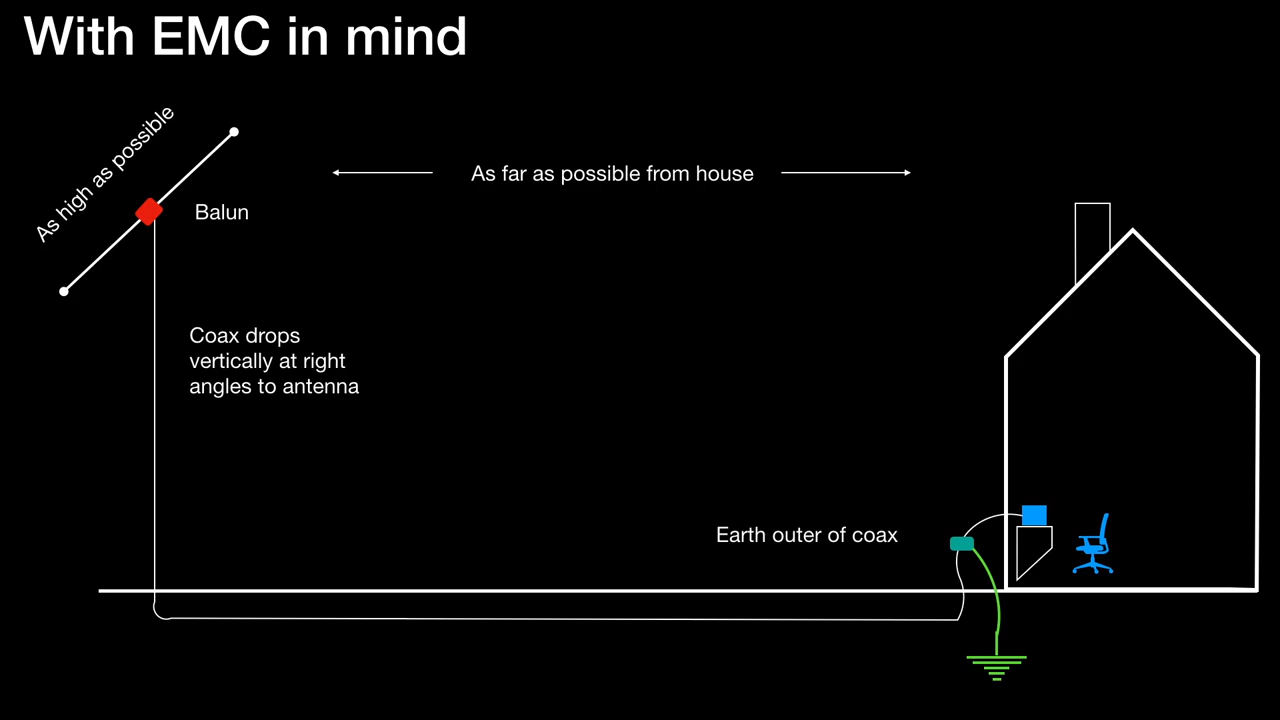 With EMC in mind
As high as possible
As far as possible from house
Balun
Coax drops
vertically at right
angles to antenna
Earth outer of coax